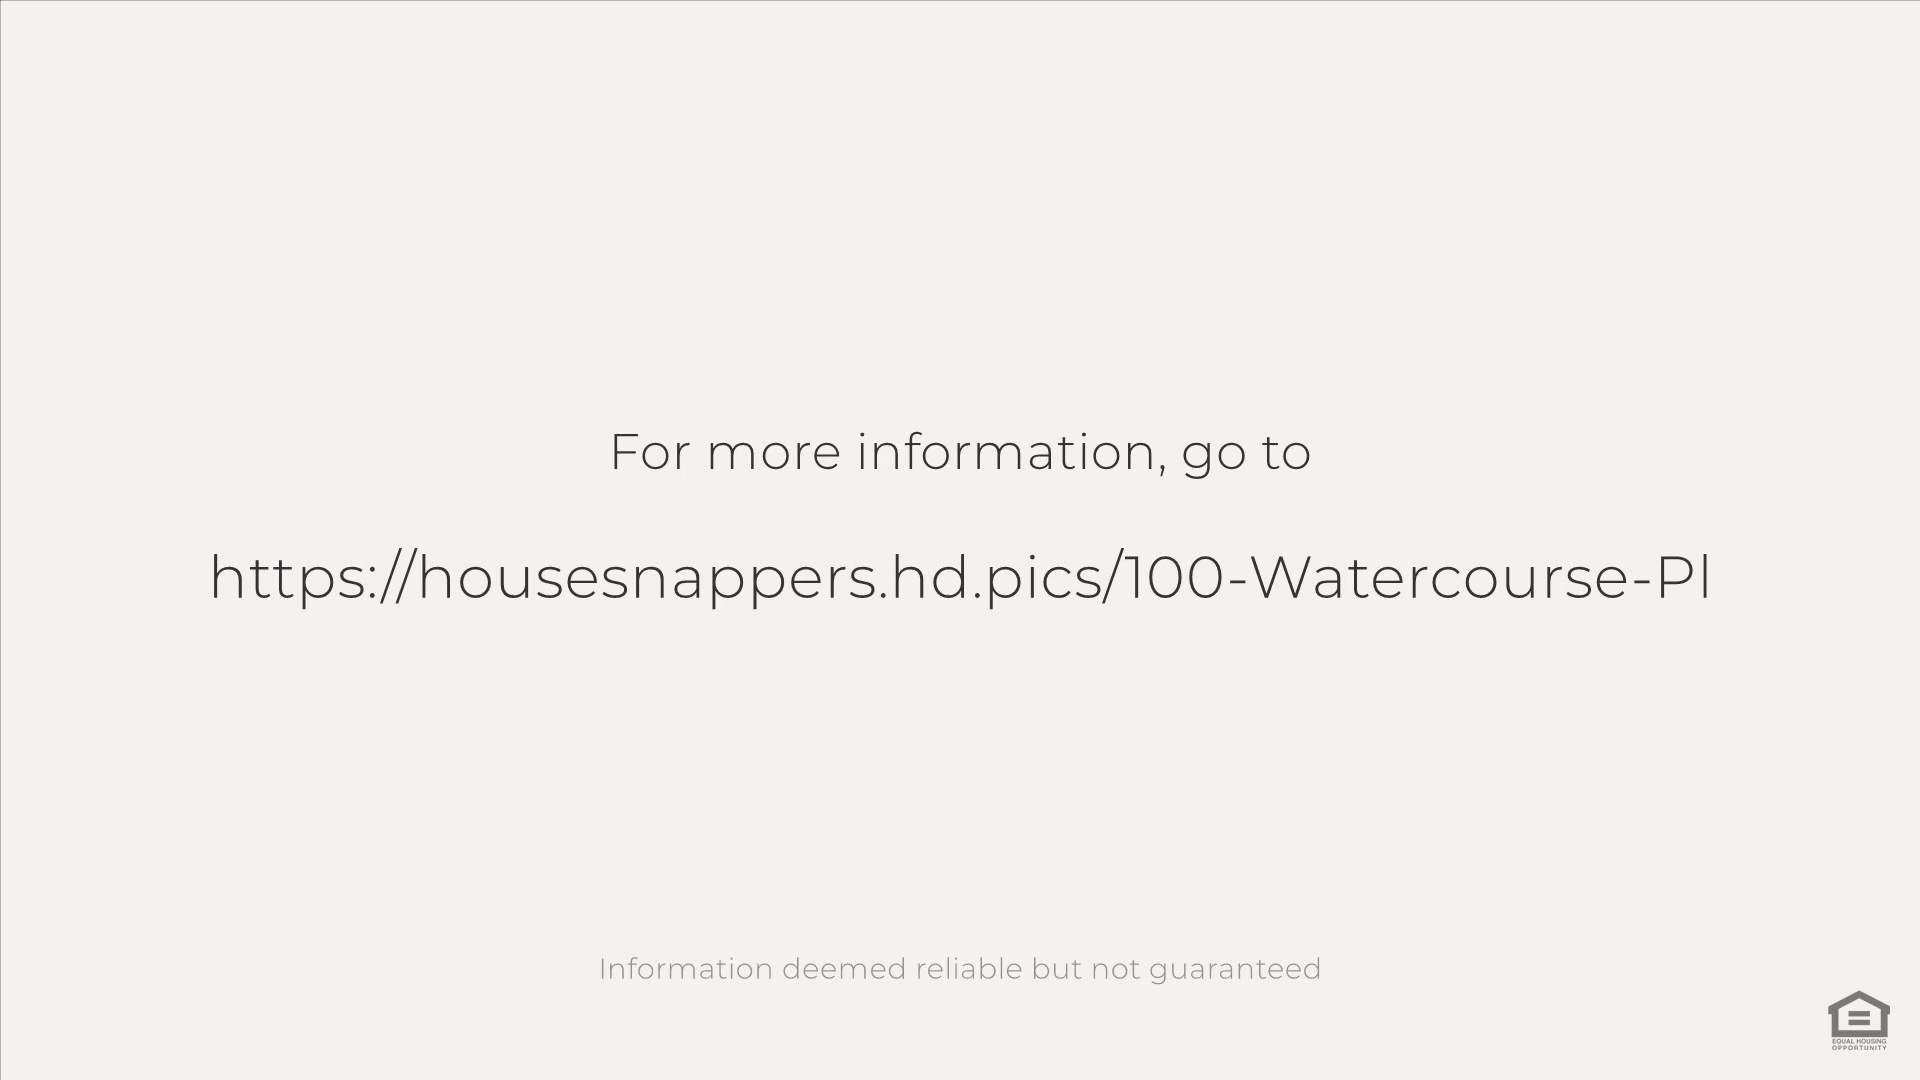 For more information, go to
https://housesnappers.hd.pics/100-Watercourse-Pl
Information deemed reliable but not guaranteed
EQUAL HOUSING
OPPORTUNITY